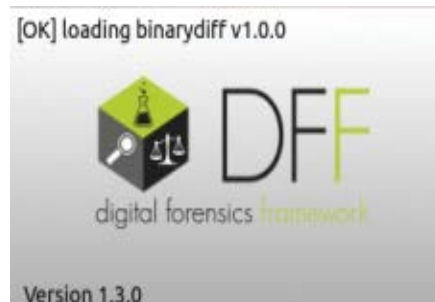 [OK] loading binarydiff v1.0.0
DFF
digital forensics framework
Version 1.3.0